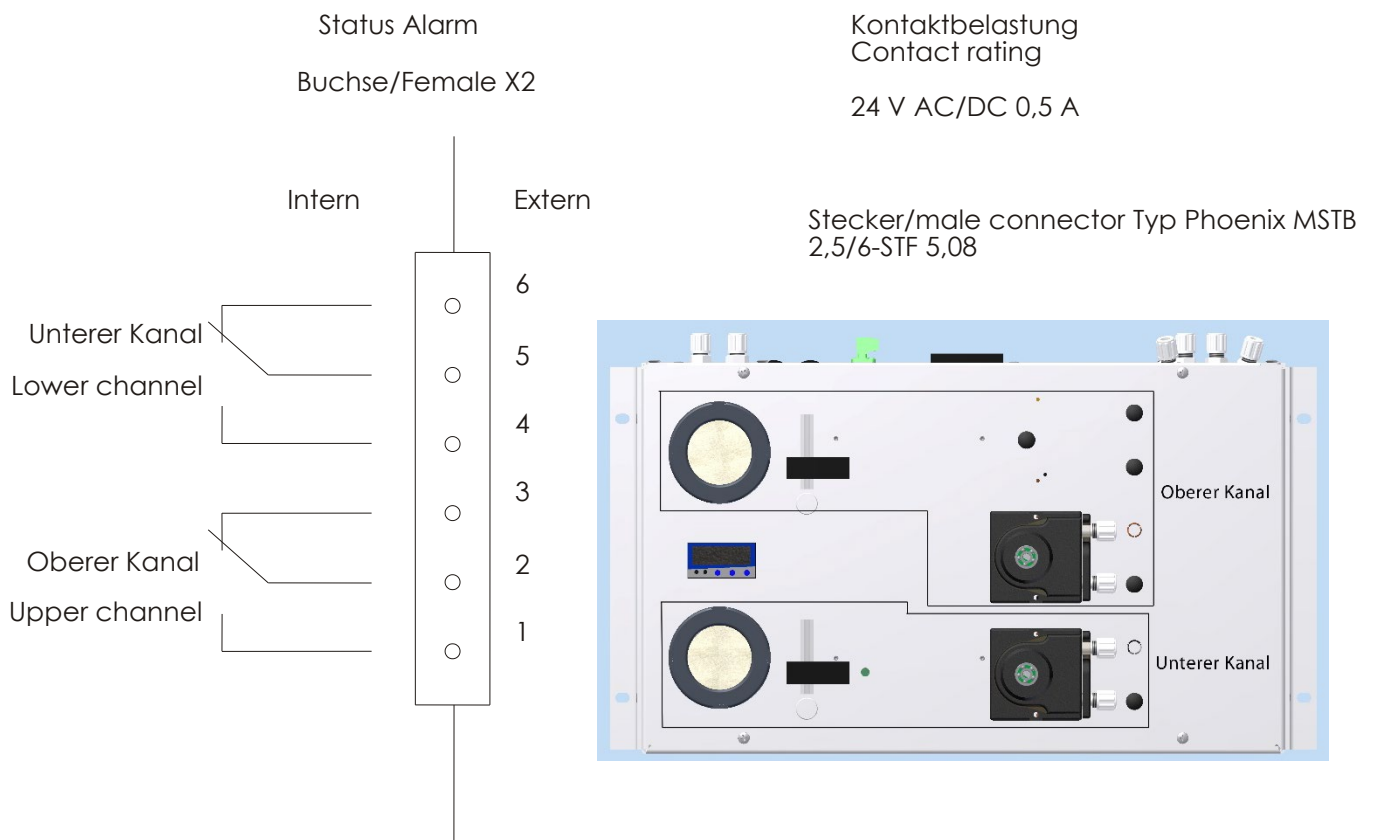 Status Alarm
Buchse/Female X2
Kontaktbelastung
Contact rating
24 V AC/DC 0,5 A
Intern
Extern
Stecker/male connector Typ Phoenix MSTB
2,5/6-STF 5,08
6
Unterer Kanal
5
Lower channel
4
3
Oberer Kanal
2
Upper channel
1
Oberer Kanal
Unterer Kanal